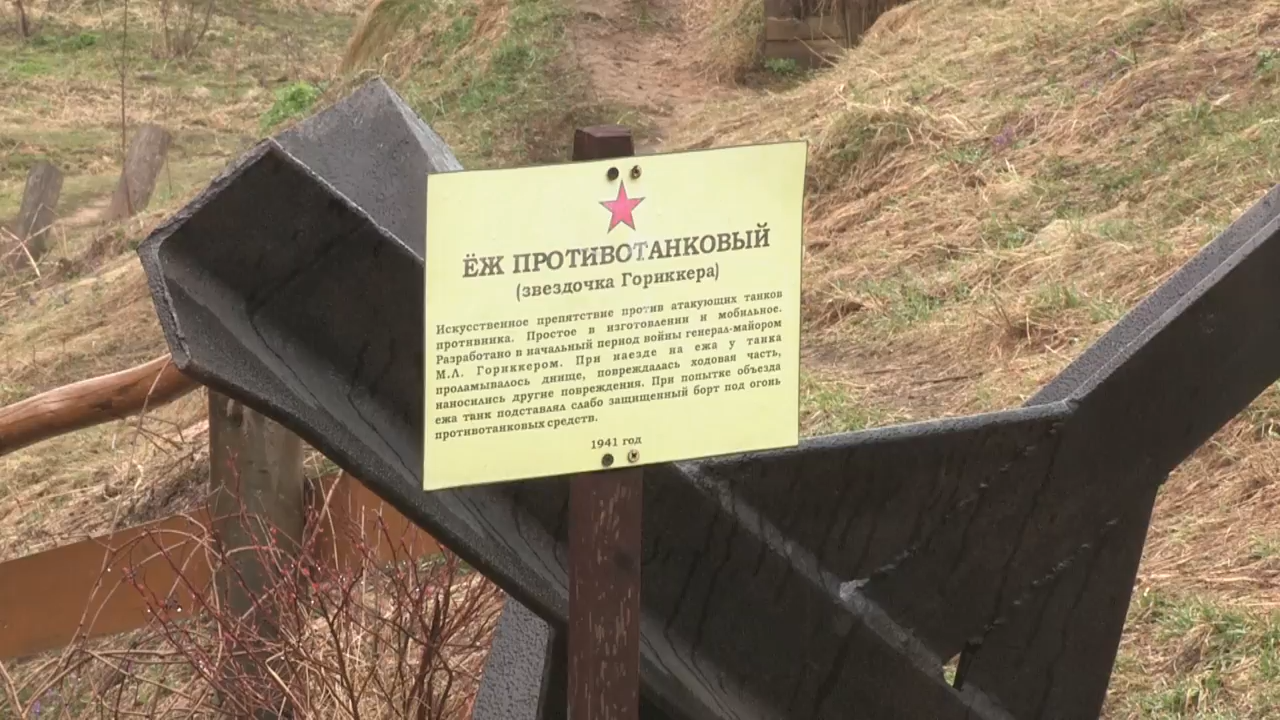 ЁЖ ПРОТИВОТАНКОВЫЙ
(звездочка Гориккера)
Искусственное препятствие против атакующих танков
противника. Простое в изготовлении и мобильное.
Разработано в начальный период войны генерал-майором
М.Л. Гориккером. При наезде на ежа у танка
проламывалось днище, повреждалась ходовая часть,
наносились другие повреждения. При попытке объезда
ежа танк подставлял слабо защищенный борт под огонь
противотанковых средств.
1941 год